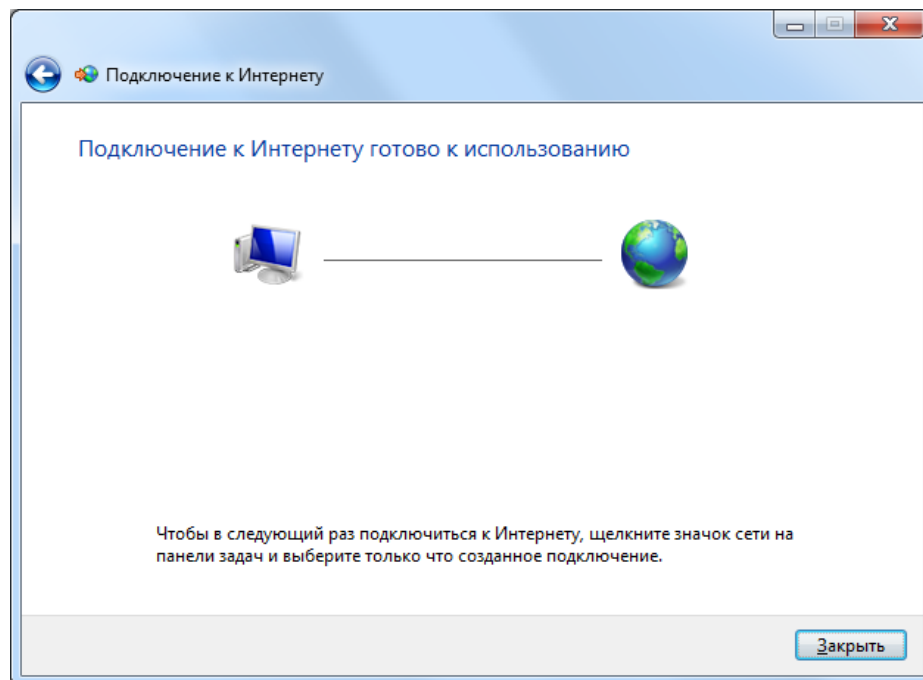 Подключение к Интернету
Подключение к Интернету готово к использованию
Чтобы в следующий раз подключиться к Интернету, щелкните значок сети на
панели задач и выберите только что созданное подключение.
Закрыть